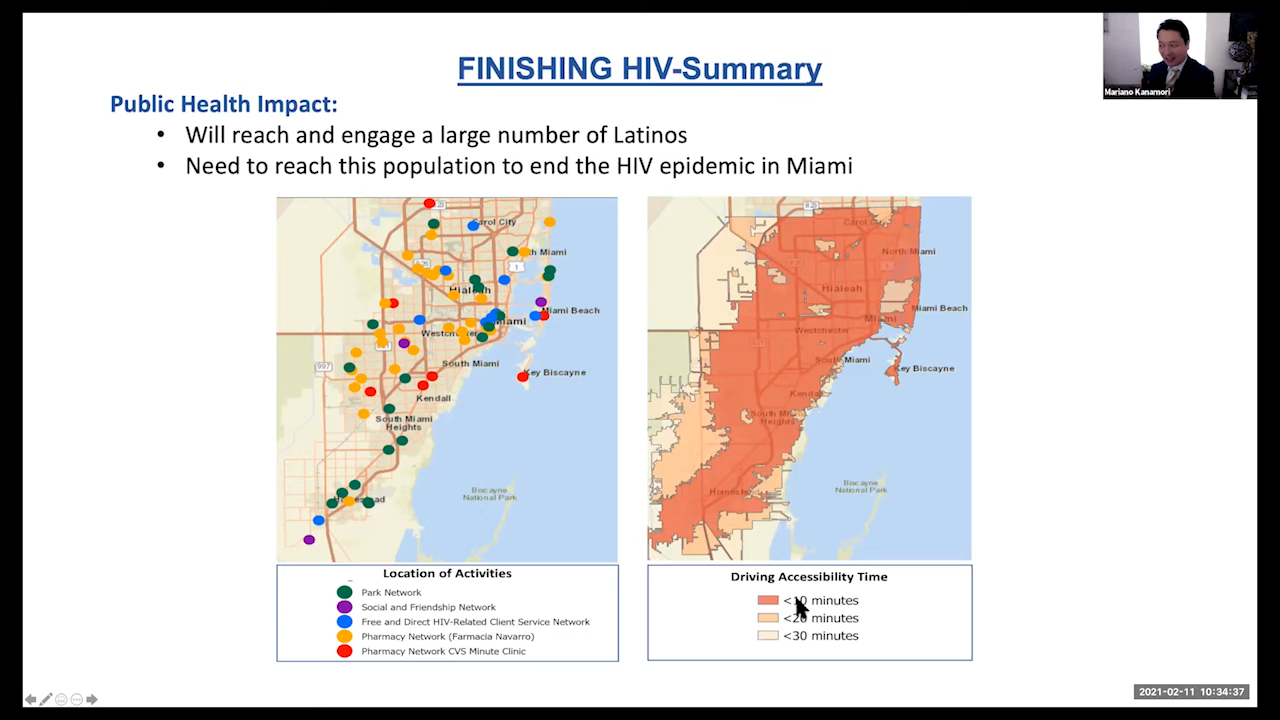 FINISHING HIV-Summary
Mariano Kanamori
Public Health Impact:
• Will reach and engage a large number of Latinos
• Need to reach this population to end the HIV epidemic in Miami
Carol City
Miami
Hialeah
Miami Beach
Miami
South Miami
Key Biscayne
Kendall
997
South Miami
Heights
Biscayne
National Park
Carol City
North Miami
Hialeah
Miami Beach
Miami
Westchester
South Miami
Key Biscayne
Kendall
South Miami
Heights
Homestead
Biscayne
National Park
Location of Activities
Park Network
Social and Friendship Network
Free and Direct HIV-Related Client Service Network
Pharmacy Network (Farmacia Navarro)
Pharmacy Network CVS Minute Clinic
Driving Accessibility Time
<10 minutes
<20 minutes
<30 minutes
2021-02-11 10:34:37